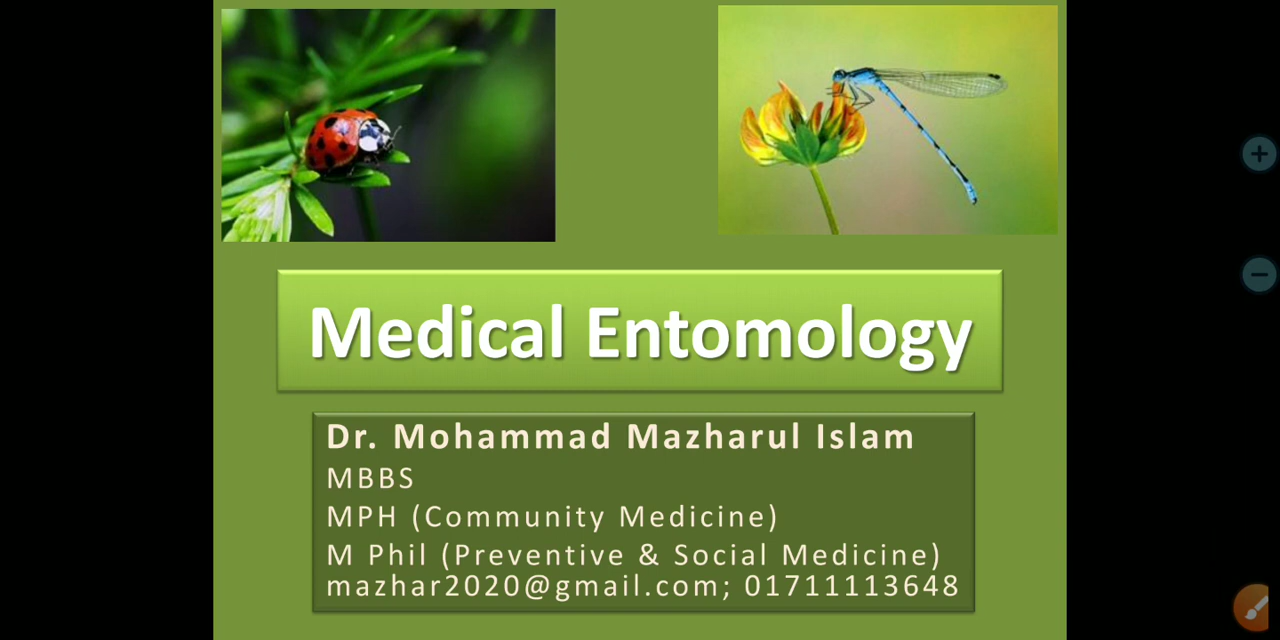 Medical Entomology
Dr. Mohammad Mazharul Islam
MBBS
MPH (Community Medicine)
M Phil (Preventive & Social Medicine)
mazhar2020@gmail.com; 01711113648